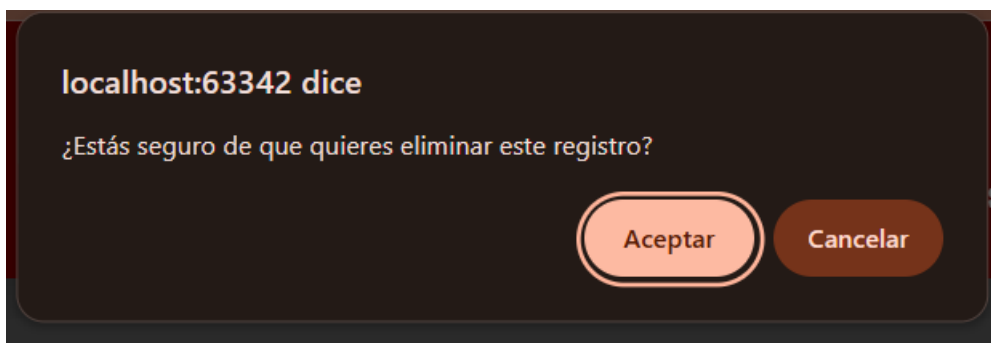 localhost:63342 dice
¿Estás seguro de que quieres eliminar este registro?
Aceptar
Cancelar